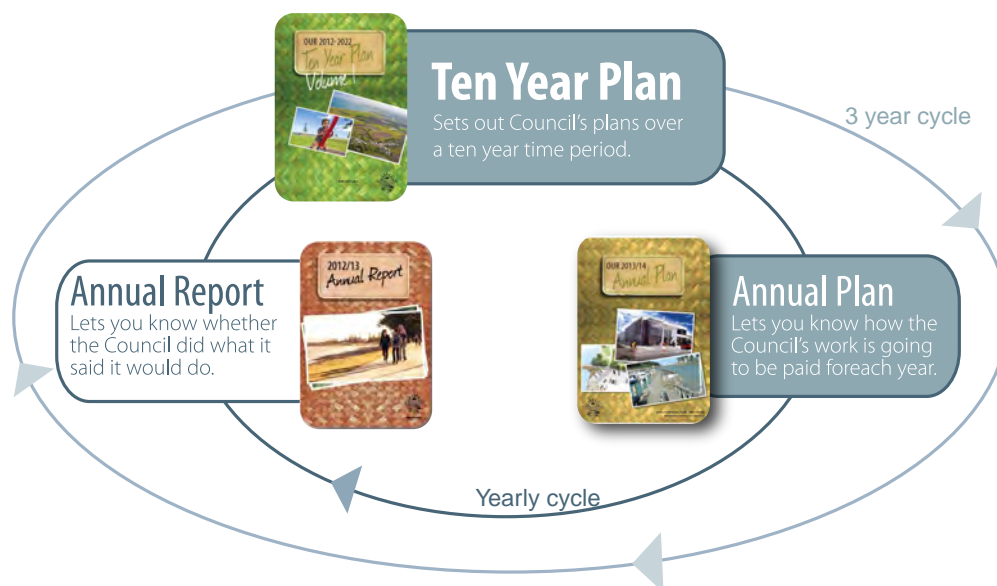 OUR 2012-2022
Ten Year Plan
Volume 1
Ten Year Plan
Sets out Council's plans over
a ten year time period.
3 year cycle
2012/13
Annual Report
Annual Report
Lets you know whether
the Council did what it
said it would do.
OUR 2013/14
Annual Plan
Annual Plan
Lets you know how the
Council's work is going
to be paid foreach year.
Yearly cycle